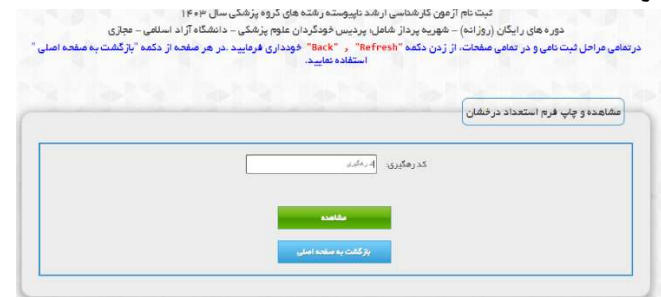 ثبت نام آزمون کارشناسی ارشد ناپیوسته رشته های گروه پزشکی سال ۱۴۰۳
دوره های رایگان (روزانه) – شهریه پرداز شامل: پردیس خودگردان علوم پزشکی – دانشگاه آزاد اسلامی – مجازی
درتمامی مراحل ثبت نامی و در تمامی صفحات، از زدن دکمه "Refresh" , "Back" خودداری فرمایید .در هر صفحه از دکمه "بازگشت به صفحه اصلی "
استفاده نمایید.
مشاهده و چاپ فرم استعداد درخشان
کد رهگیری:
کد رهگیری
مشاهده
بازگشت به صفحه اصلی